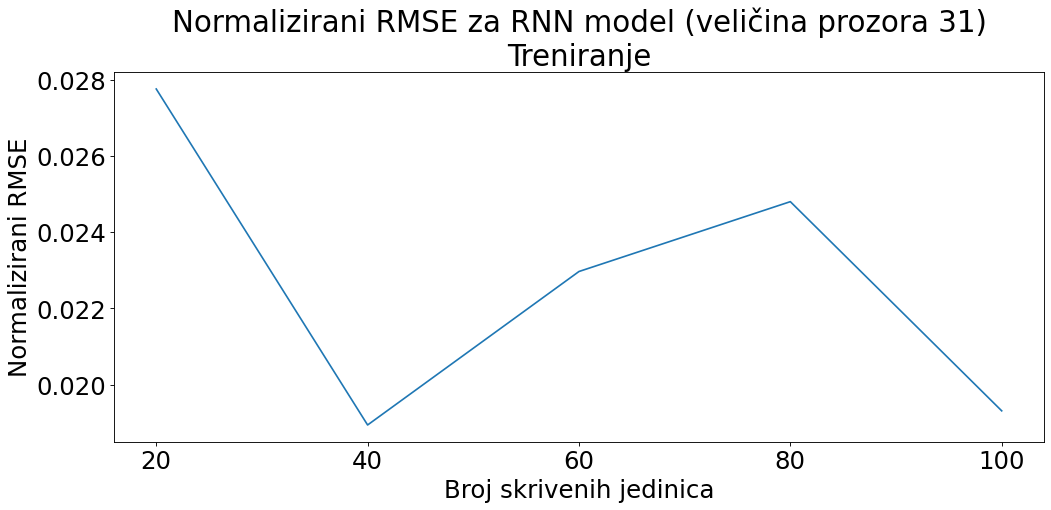 Normalizirani RMSE za RNN model (veličina prozora 31)
Treniranje
0.028
0.026
0.024
0.022
0.020
Normalizirani RMSE
20 40 60 80 100
Broj skrivenih jedinica